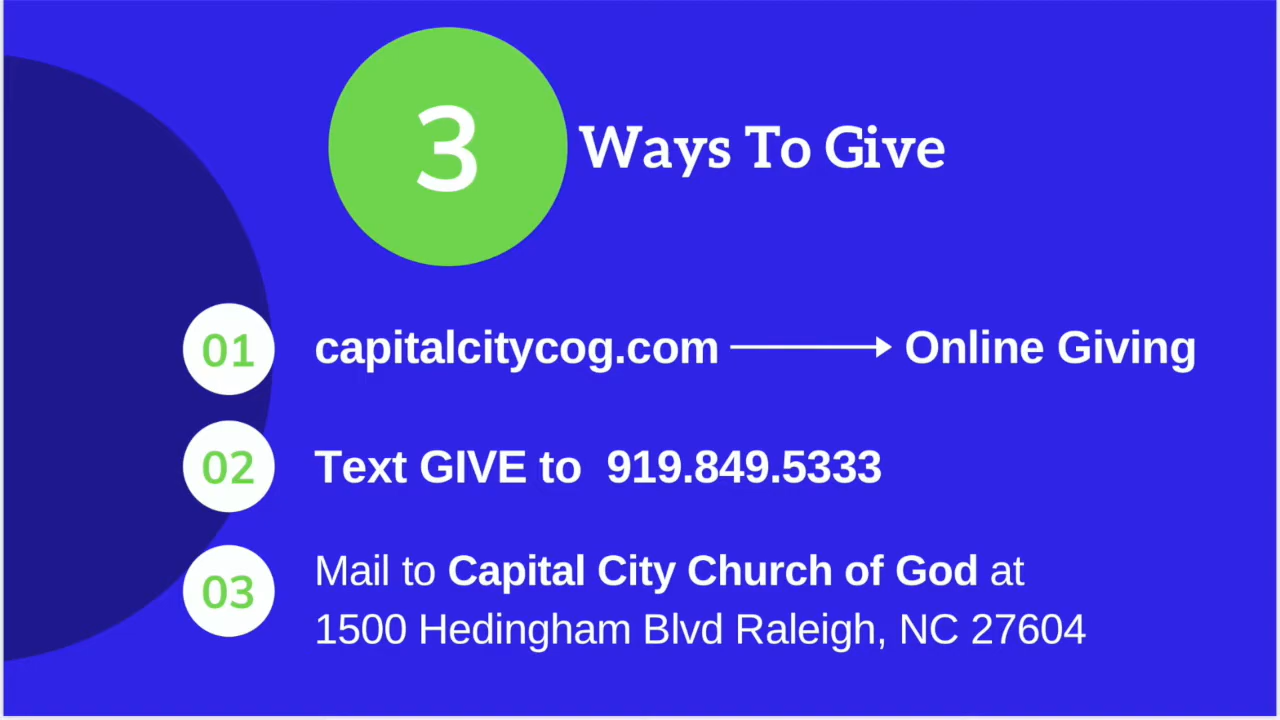 3 Ways To Give
01 capitalcitycog.com Online Giving
02 Text GIVE to 919.849.5333
03 Mail to Capital City Church of God at
1500 Hedingham Blvd Raleigh, NC 27604